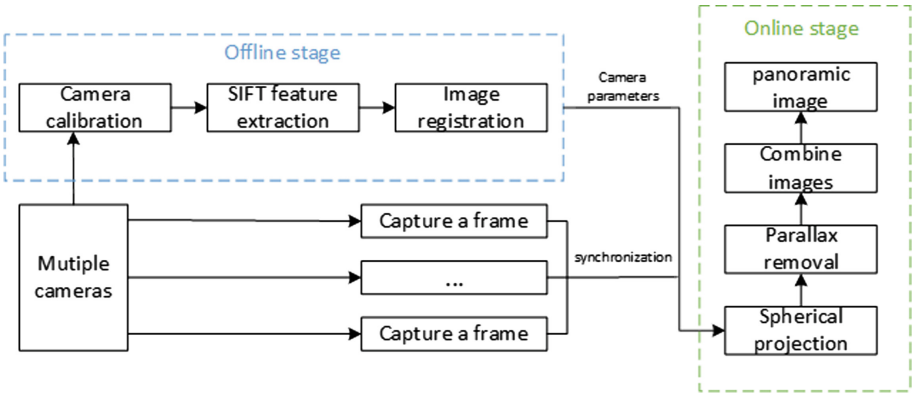 Offline stage
Camera
calibration
SIFT feature
extraction
Image
registration
Camera
parameters
Mutiple
cameras
Capture a frame
...
Capture a frame
synchronization
Online stage
panoramic
image
Combine
images
Parallax
removal
Spherical
projection